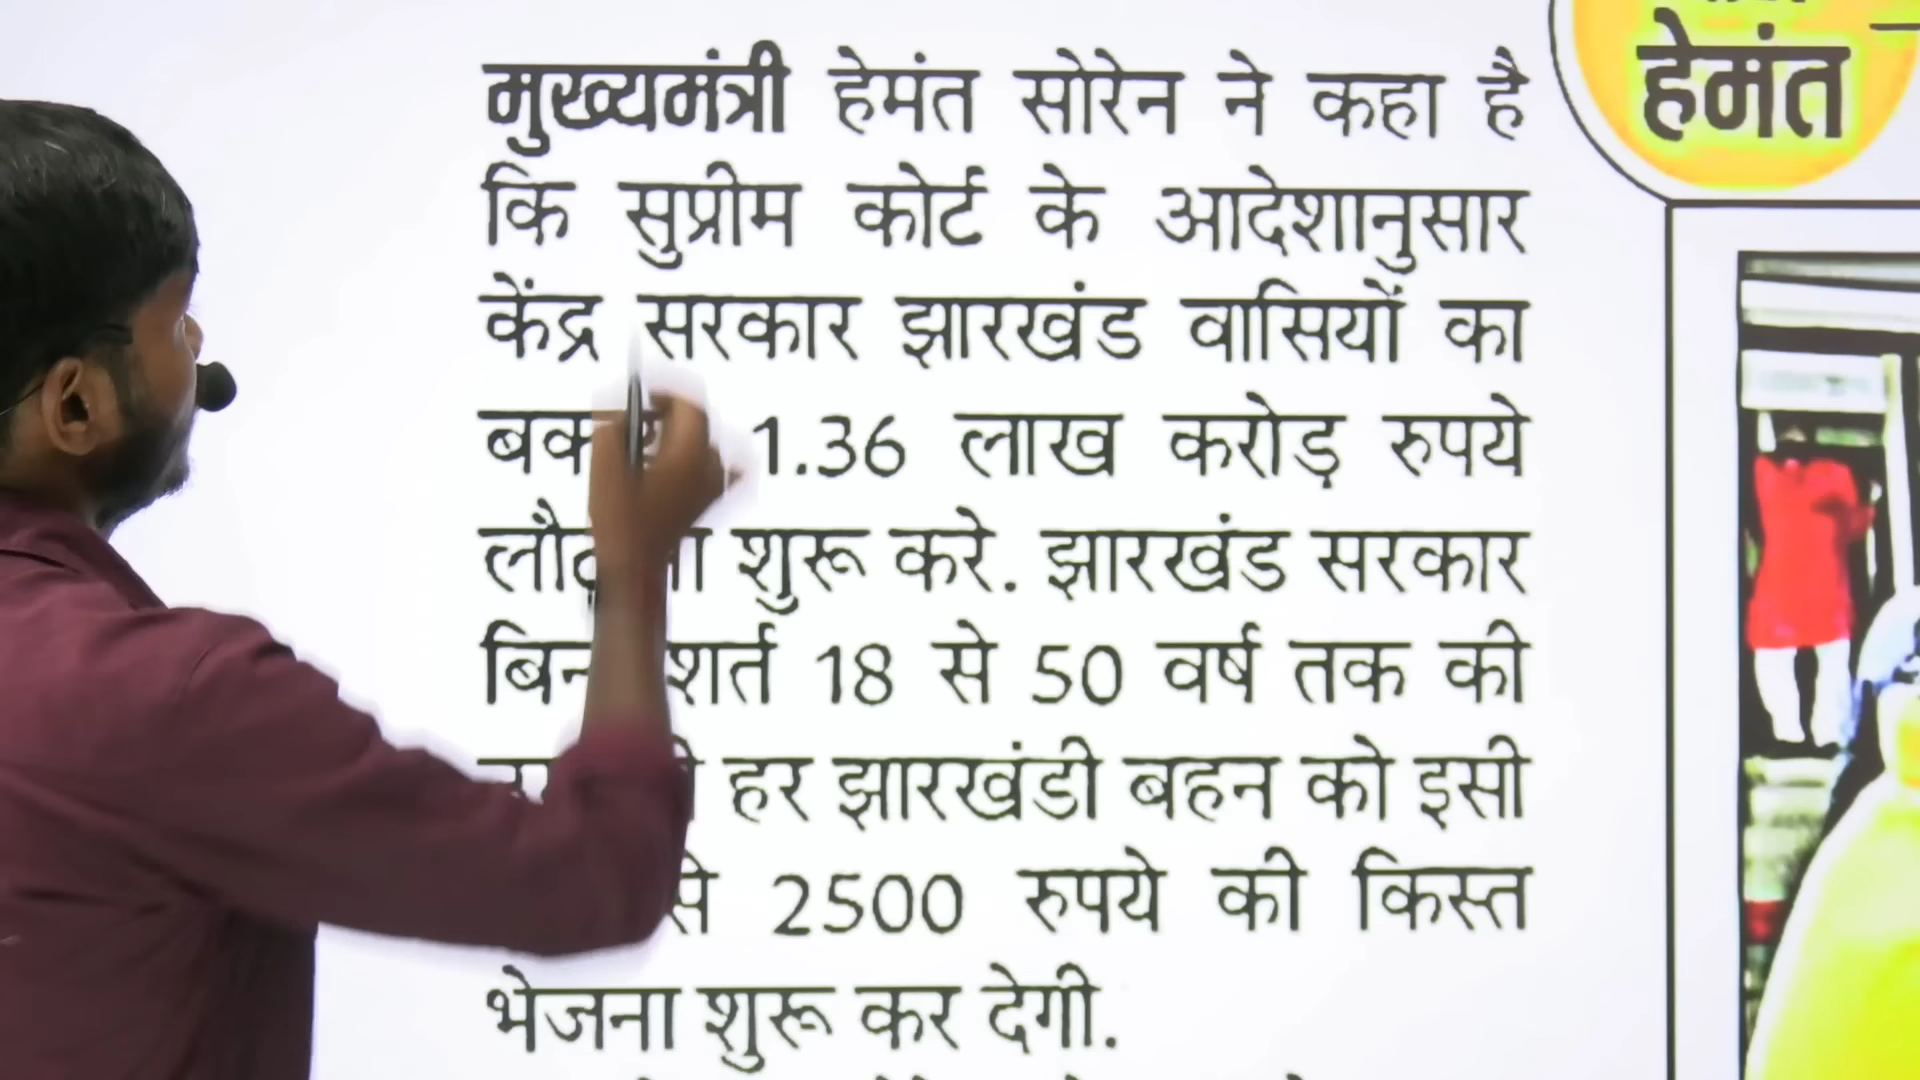 मुख्यमंत्री हेमंत सोरेन ने कहा है
कि सुप्रीम कोर्ट के आदेशानुसार
केंद्र सरकार झारखंड वासियों का
1.36 लाख करोड़ रुपये
शुरू करे. झारखंड सरकार
शर्त 18 से 50 वर्ष तक की
हर झारखंडी बहन को इसी
से 2500 रुपये की किस्त
भेजना शुरू कर देगी.
हेमंत